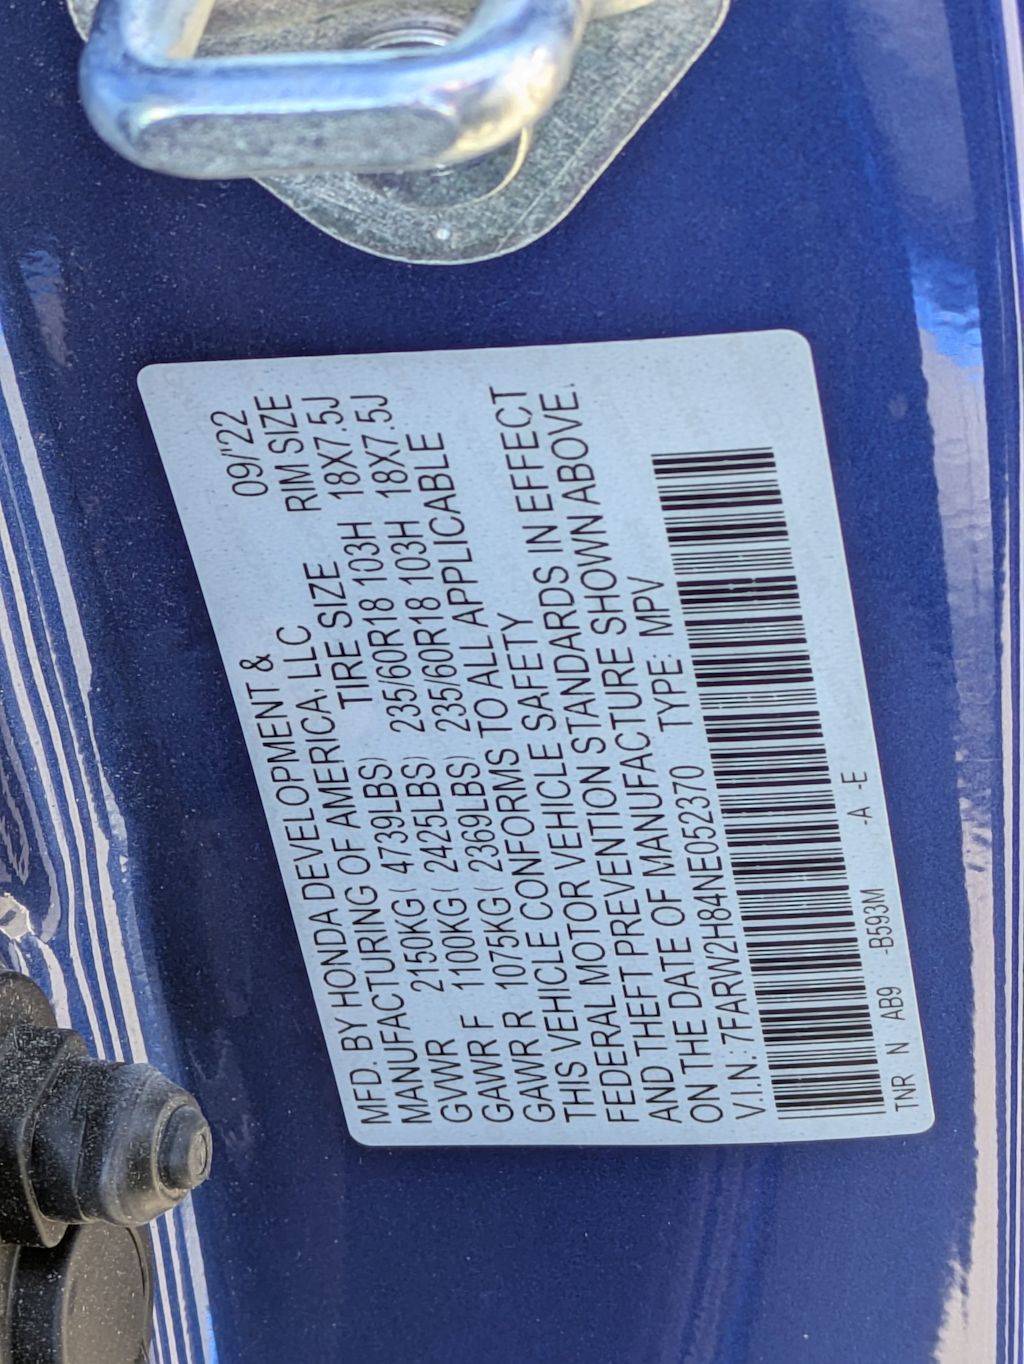 MFD. BY HONDA DEVELOPMENT & 09/'22
MANUFACTURING OF AMERICA, LLC
GVWR 2150KG( 4739LBS) TIRE SIZE RIM SIZE
GAWR F 1100KG( 2425LBS) 235/60R18 103H 18X7.5J
GAWR R 1075KG( 2369LBS) 235/60R18 103H 18X7.5J
THIS VEHICLE CONFORMS TO ALL APPLICABLE
FEDERAL MOTOR VEHICLE SAFETY
AND THEFT PREVENTION STANDARDS IN EFFECT
ON THE DATE OF MANUFACTURE SHOWN ABOVE.
V.I.N.: 7FARW2H84NE052370 TYPE: MPV
TNR N AB9 -B593M -A -E